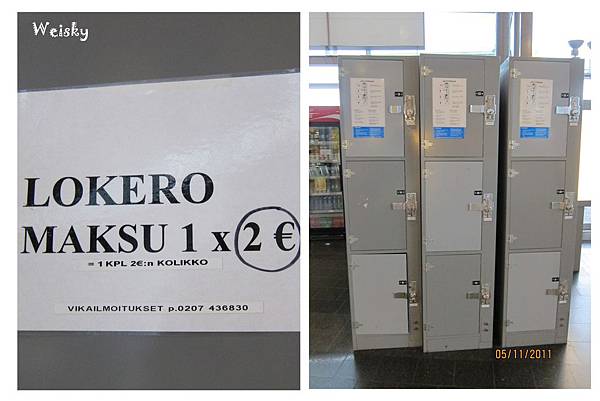 Weisky
LOKERO
MAKSU 1 x 2 €
= 1 KPL 2€:n KOLIKKO
VIKAILMOITUKSET p.0207 436830
05/11/2011